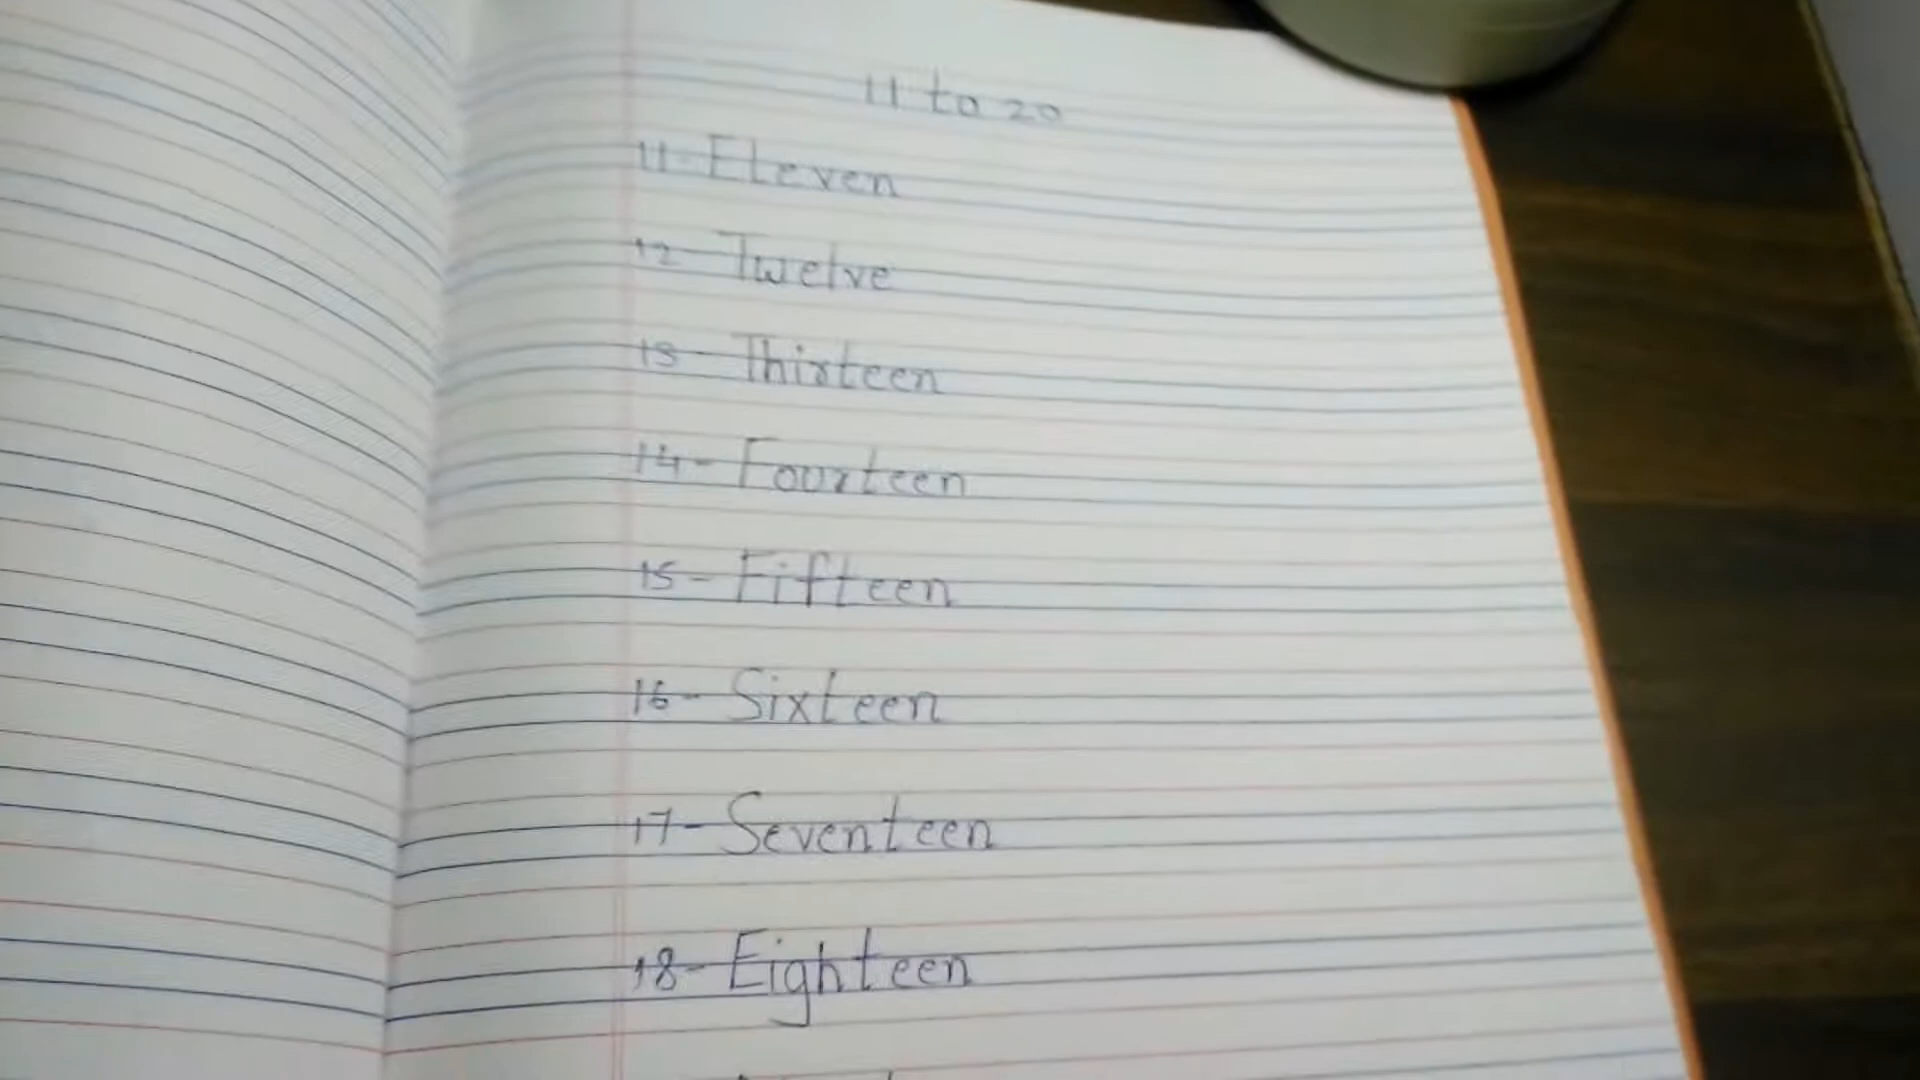 11 to 20
11- Eleven
12- Twelve
13- Thirteen
14- Fourteen
15- Fifteen
16- Sixteen
17- Seventeen
18- Eighteen